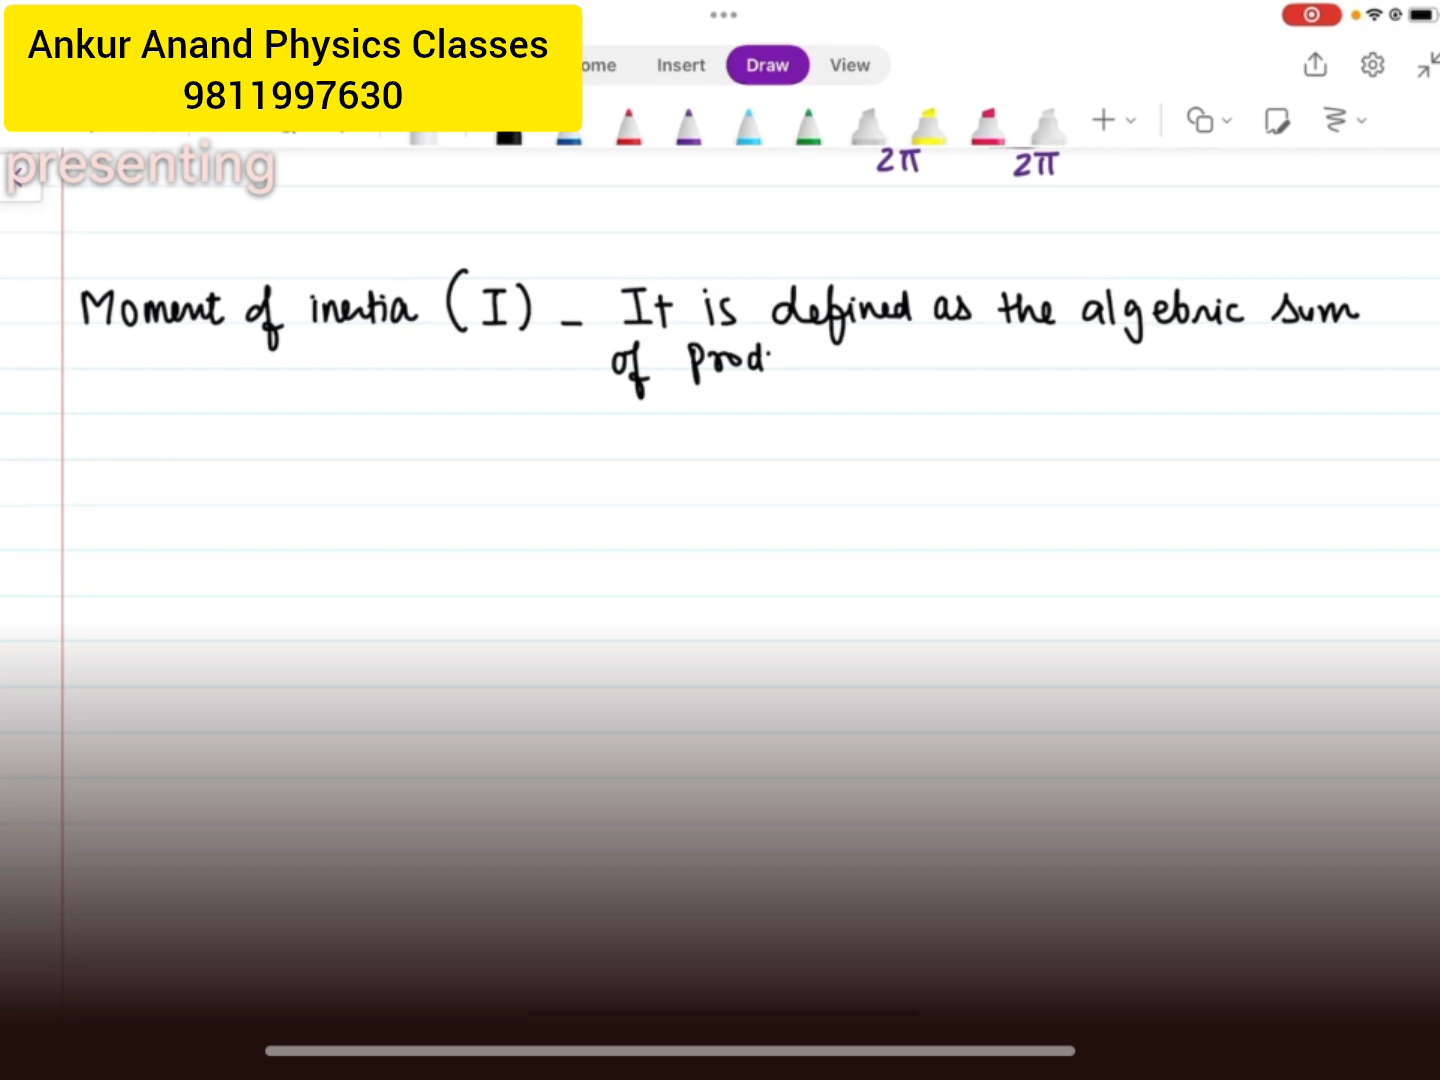 Ankur Anand Physics Classes
9811997630
ome Insert Draw View
presenting
2π 2π
Moment of inertia (I) – It is defined as the algebric sum
of prod